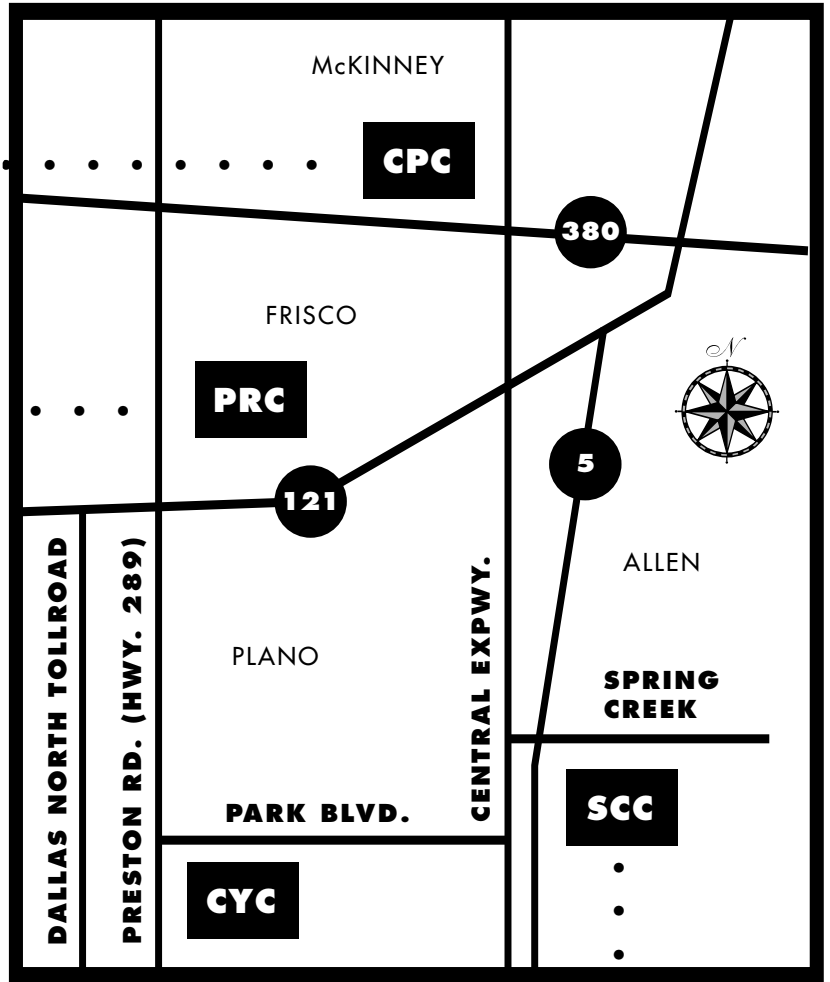 McKINNEY
CPC
380
FRISCO
N
PRC
5
121
ALLEN
DALLAS NORTH TOLLROAD
PRESTON RD. (HWY. 289)
CENTRAL EXPWY.
PLANO
SPRING
CREEK
PARK BLVD.
SCC
CYC